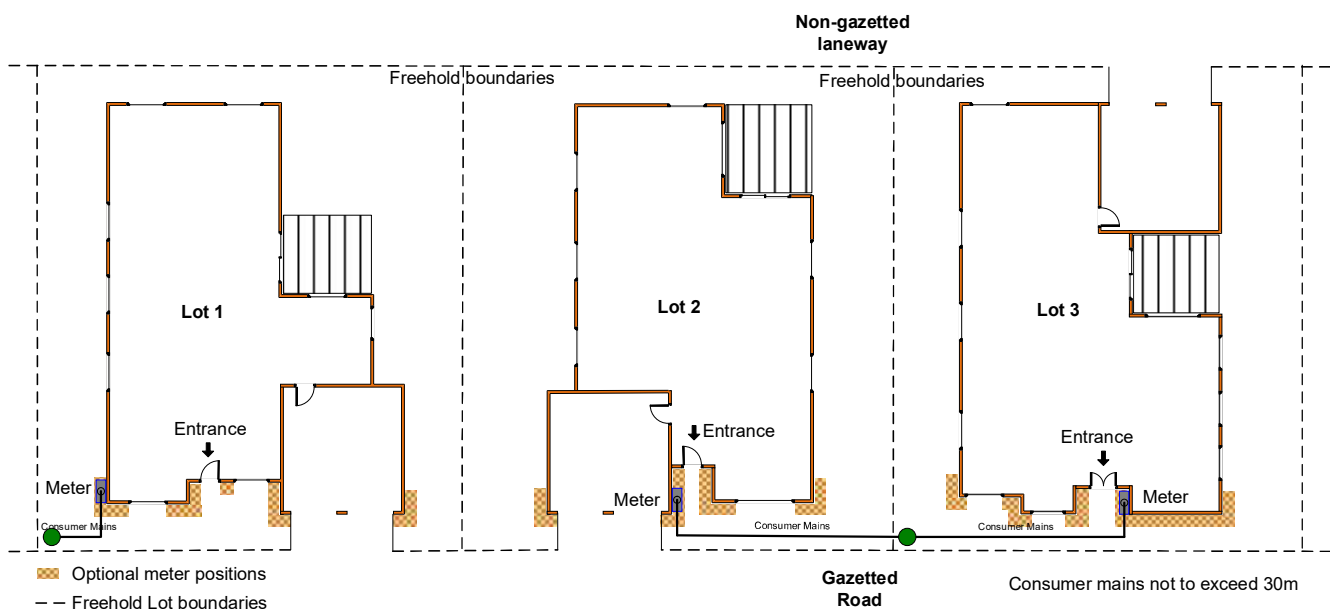 Non-gazetted
laneway
Freehold boundaries
Freehold boundaries
Lot 1
Lot 2
Lot 3
Entrance
Entrance
Entrance
Meter
Meter
Meter
Consumer Mains
Consumer Mains
Consumer Mains
Optional meter positions
Freehold Lot boundaries
Gazetted
Road
Consumer mains not to exceed 30m